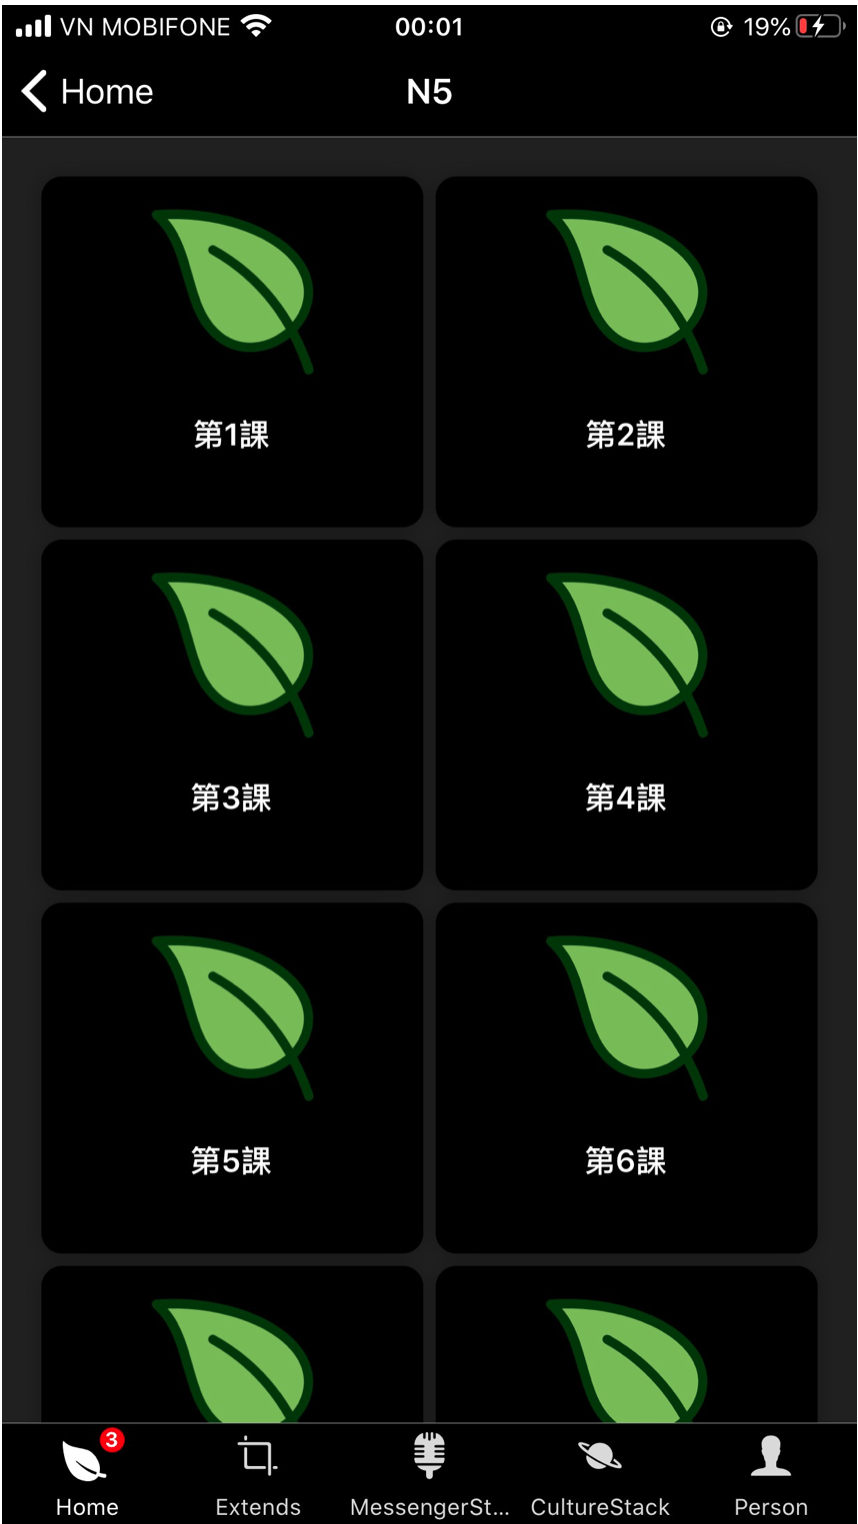 VN MOBIFONE 00:01 19%
Home N5
第1課 第2課
第3課 第4課
第5課 第6課
3
Home Extends MessengerSt... CultureStack Person